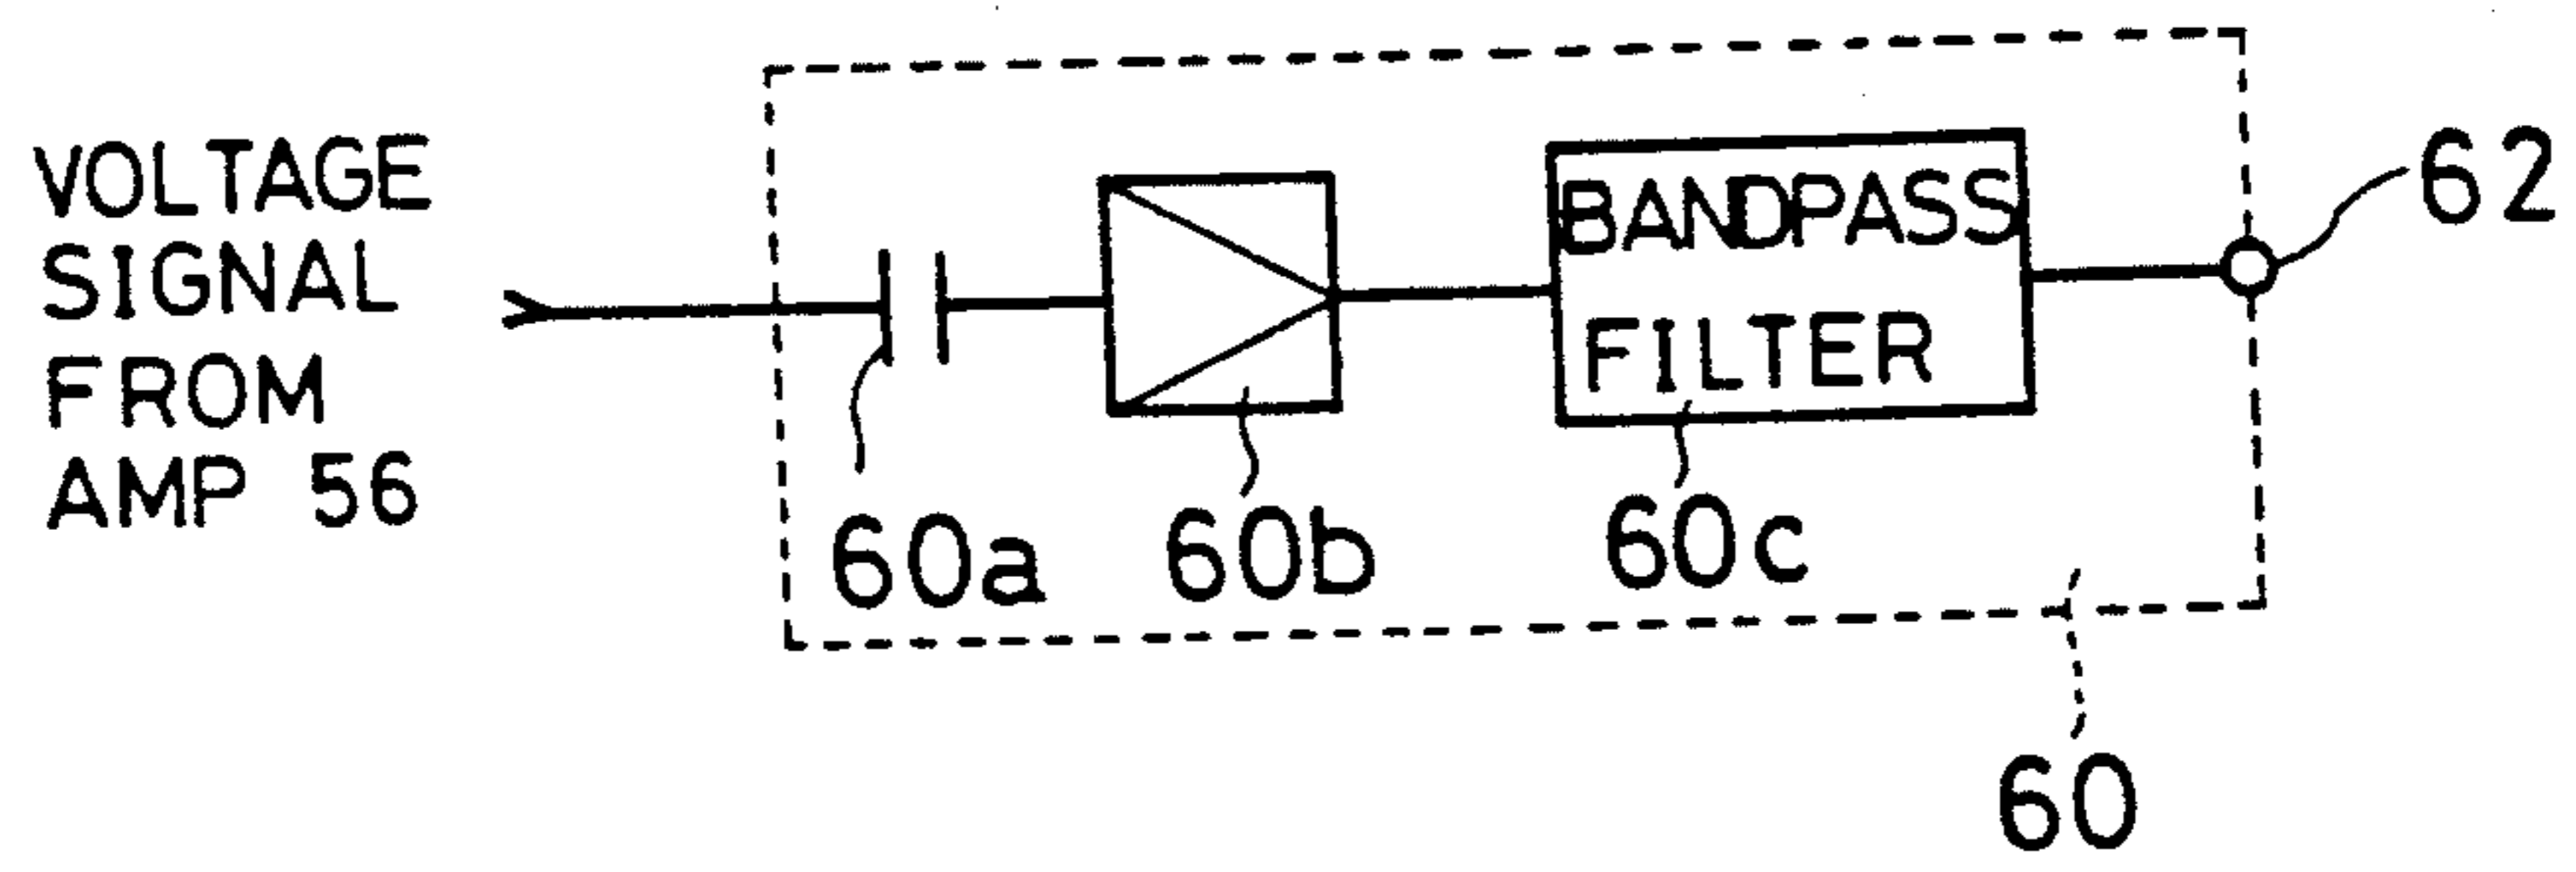 VOLTAGE
SIGNAL
FROM
AMP 56
BANDPASS
FILTER
62
60a
60b
60c
60